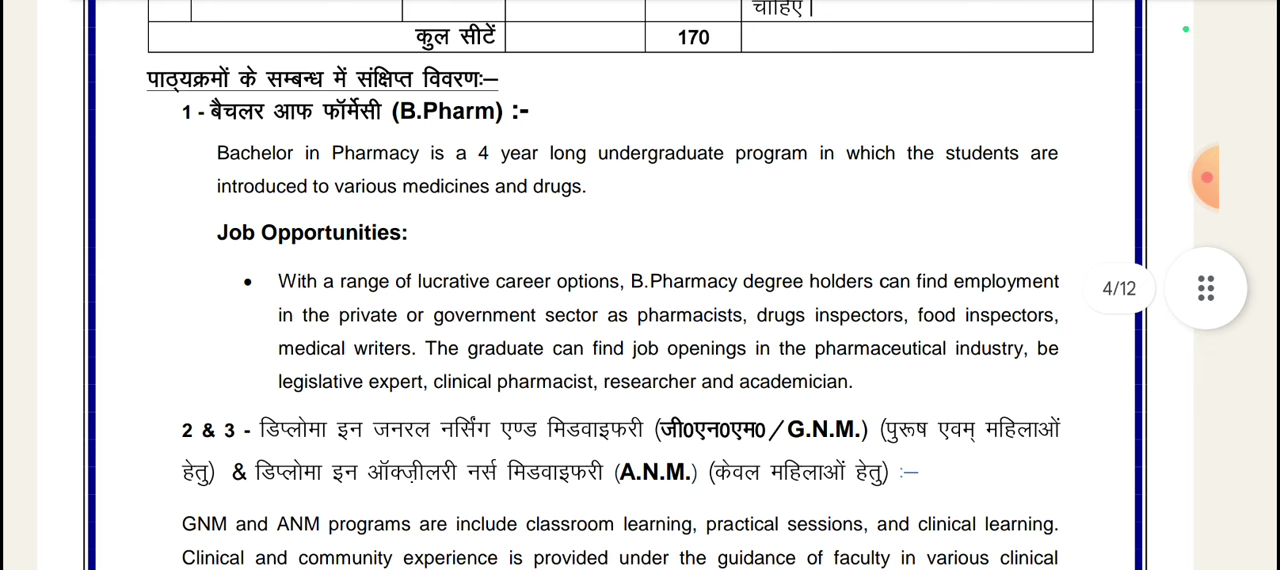 चाहिए|
कुल सीटें 170
पाठ्यक्रमों के सम्बन्ध में संक्षिप्त विवरणः–
1 - बैचलर आफ फॉर्मेसी (B.Pharm) :-
Bachelor in Pharmacy is a 4 year long undergraduate program in which the students are
introduced to various medicines and drugs.
Job Opportunities:
• With a range of lucrative career options, B.Pharmacy degree holders can find employment
in the private or government sector as pharmacists, drugs inspectors, food inspectors,
medical writers. The graduate can find job openings in the pharmaceutical industry, be
legislative expert, clinical pharmacist, researcher and academician.
4/12
2 & 3 - डिप्लोमा इन जनरल नर्सिंग एण्ड मिडवाइफरी (जी0एन0एम0/G.N.M.) (पुरूष एवम् महिलाओं
हेतु) & डिप्लोमा इन ऑक्ज़ीलरी नर्स मिडवाइफरी (A.N.M.) (केवल महिलाओं हेतु) :–
GNM and ANM programs are include classroom learning, practical sessions, and clinical learning.
Clinical and community experience is provided under the guidance of faculty in various clinical